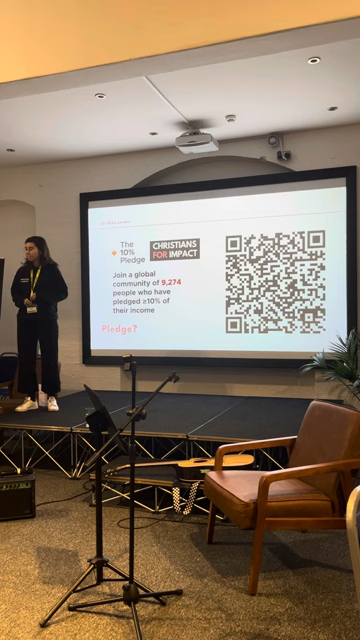 The
10%
Pledge
CHRISTIANS
FOR IMPACT
Join a global
community of 9,274
people who have
pledged ≥10% of
their income
Pledge?